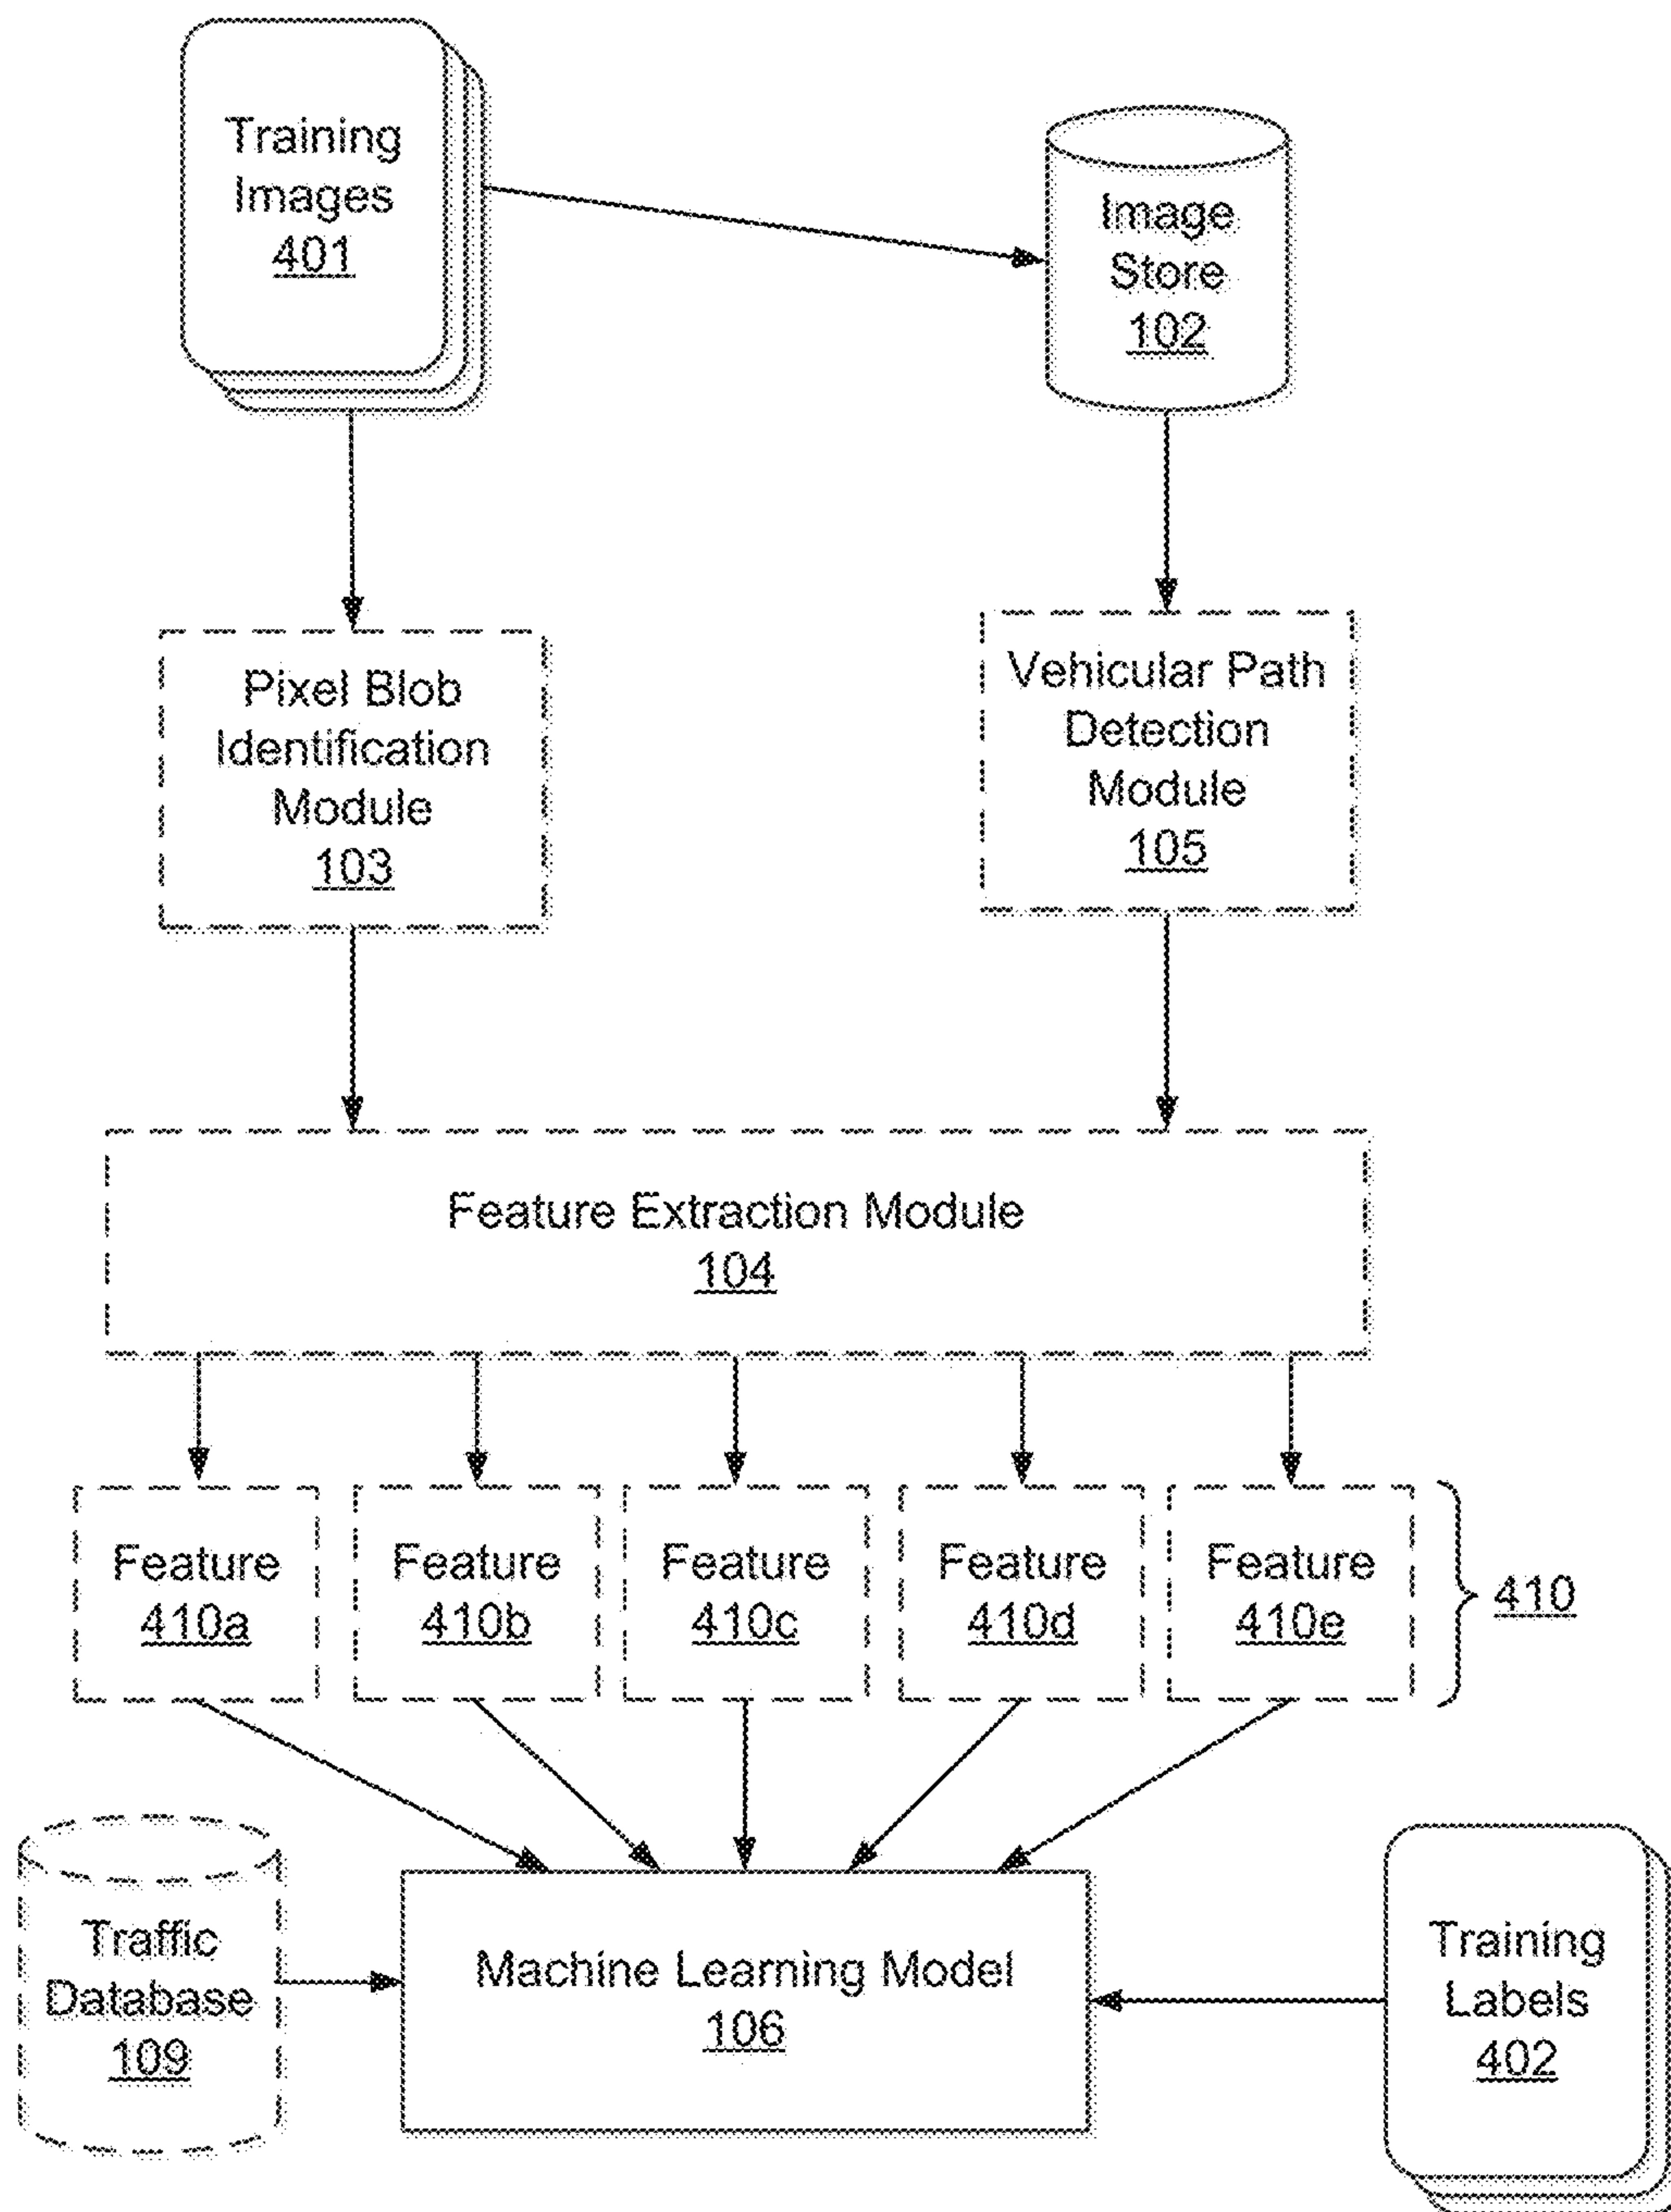 Training
Images
401
Image
Store
102
Pixel Blob
Identification
Module
103
Vehicular Path
Detection
Module
105
Feature Extraction Module
104
Feature
410a
Feature
410b
Feature
410c
Feature
410d
Feature
410e
410
Traffic
Database
109
Machine Learning Model
106
Training
Labels
402